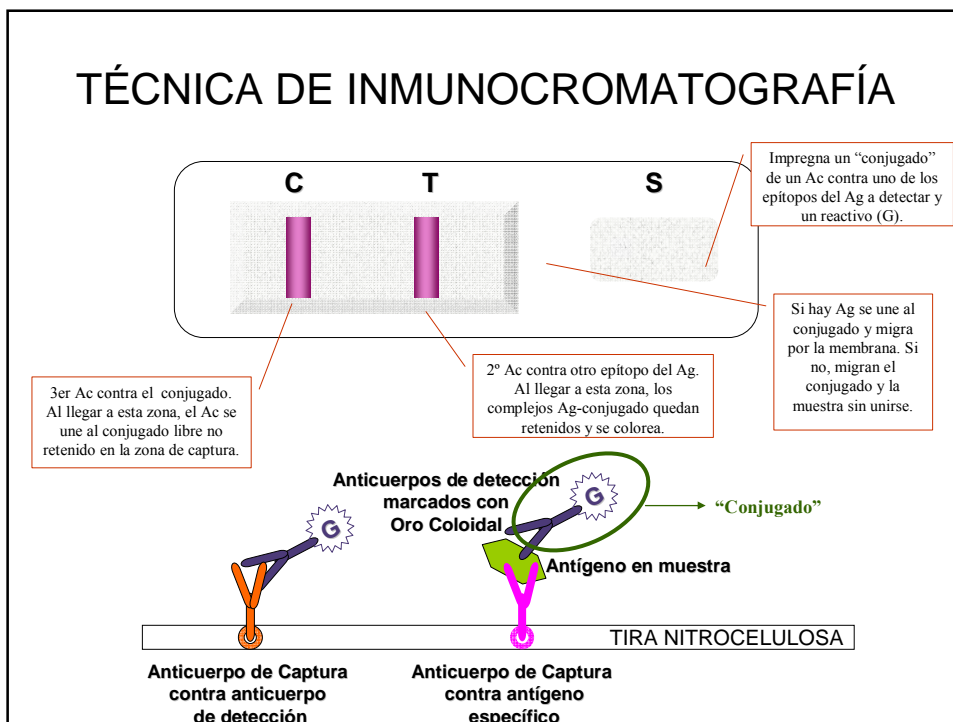 TÉCNICA DE INMUNOCROMATOGRAFÍA
C
T
S
Impregna un “conjugado”
de un Ac contra uno de los
epítopos del Ag a detectar y
un reactivo (G).
Si hay Ag se une al
conjugado y migra
por la membrana. Si
no, migran el
conjugado y la
muestra sin unirse.
2º Ac contra otro epítopo del Ag.
Al llegar a esta zona, los
complejos Ag-conjugado quedan
retenidos y se colorea.
3er Ac contra el conjugado.
Al llegar a esta zona, el Ac se
une al conjugado libre no
retenido en la zona de captura.
Anticuerpos de detección
marcados con
Oro Coloidal
G
G
“Conjugado”
Antígeno en muestra
TIRA NITROCELULOSA
Anticuerpo de Captura
contra anticuerpo
de detección
Anticuerpo de Captura
contra antígeno
específico